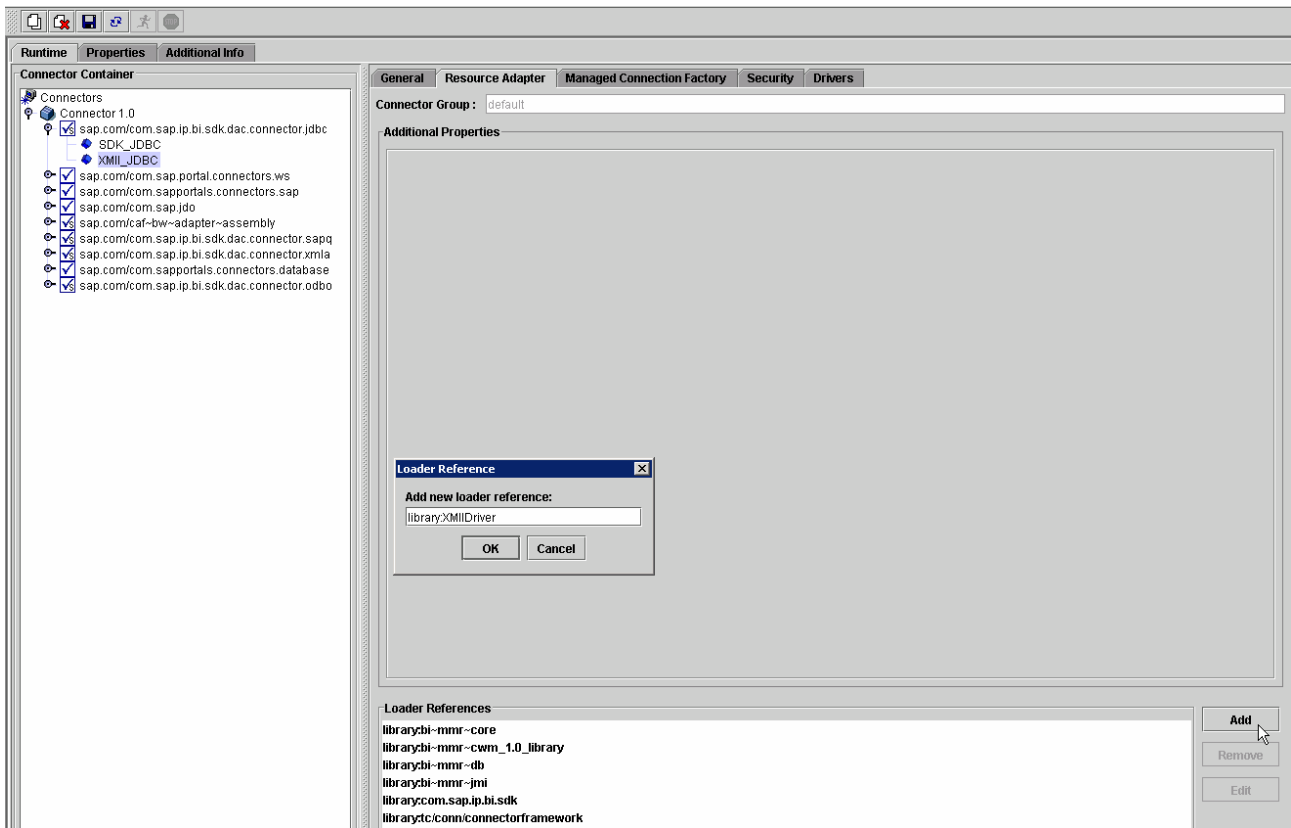 Runtime Properties Additional Info
Connector Container
Connectors
Connector 1.0
sap.com/com.sap.ip.bi.sdk.dac.connector.jdbc
SDK_JDBC
XMII_JDBC
sap.com/com.sap.portal.connectors.ws
sap.com/com.sapportals.connectors.sap
sap.com/com.sap.jdo
sap.com/caf~bw~adapter~assembly
sap.com/com.sap.ip.bi.sdk.dac.connector.sapq
sap.com/com.sap.ip.bi.sdk.dac.connector.xmla
sap.com/com.sapportals.connectors.database
sap.com/com.sap.ip.bi.sdk.dac.connector.odbo
General Resource Adapter Managed Connection Factory Security Drivers
Connector Group : default
Additional Properties
Loader Reference
Add new loader reference:
library:XMIIDriver
OK Cancel
Loader References
library:bi~mmr~core
library:bi~mmr~cwm_1.0_library
library:bi~mmr~db
library:bi~mmr~jmi
library:com.sap.ip.bi.sdk
library:tc/conn/connectorframework
Add
Remove
Edit